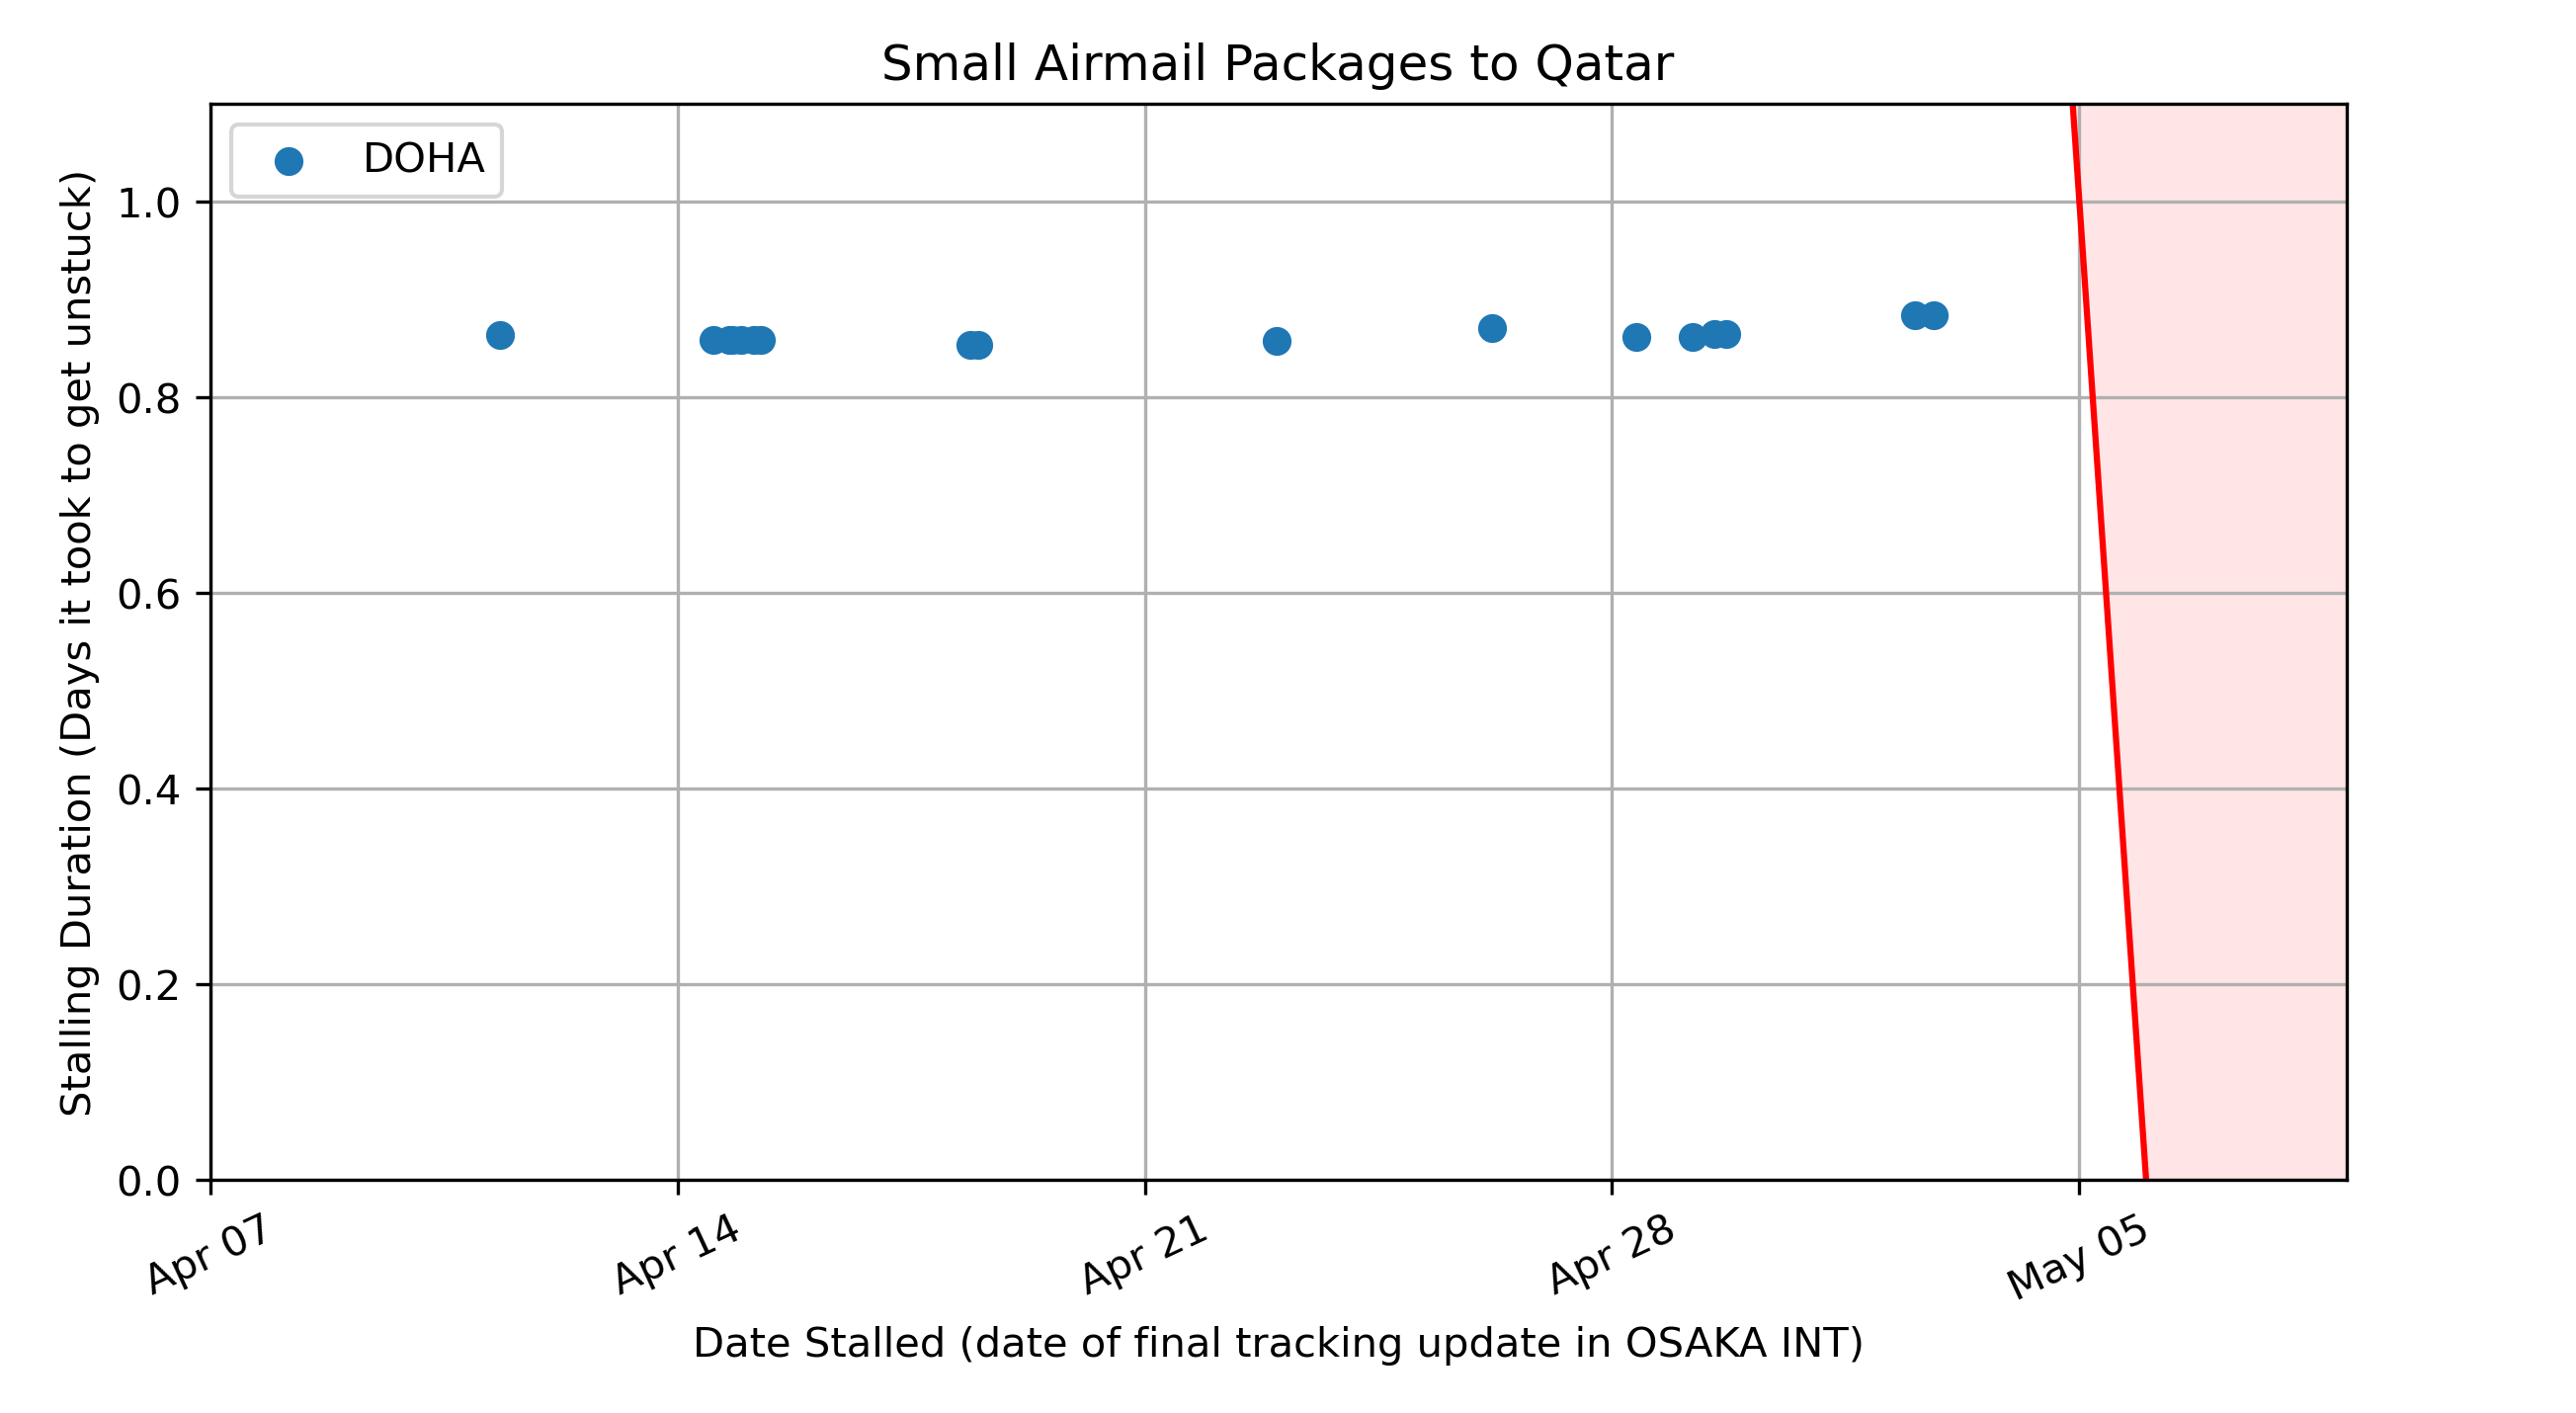 Small Airmail Packages to Qatar
DOHA
Stalling Duration (Days it took to get unstuck)
1.0
0.8
0.6
0.4
0.2
0.0
Apr 07
Apr 14
Apr 21
Apr 28
May 05
Date Stalled (date of final tracking update in OSAKA INT)